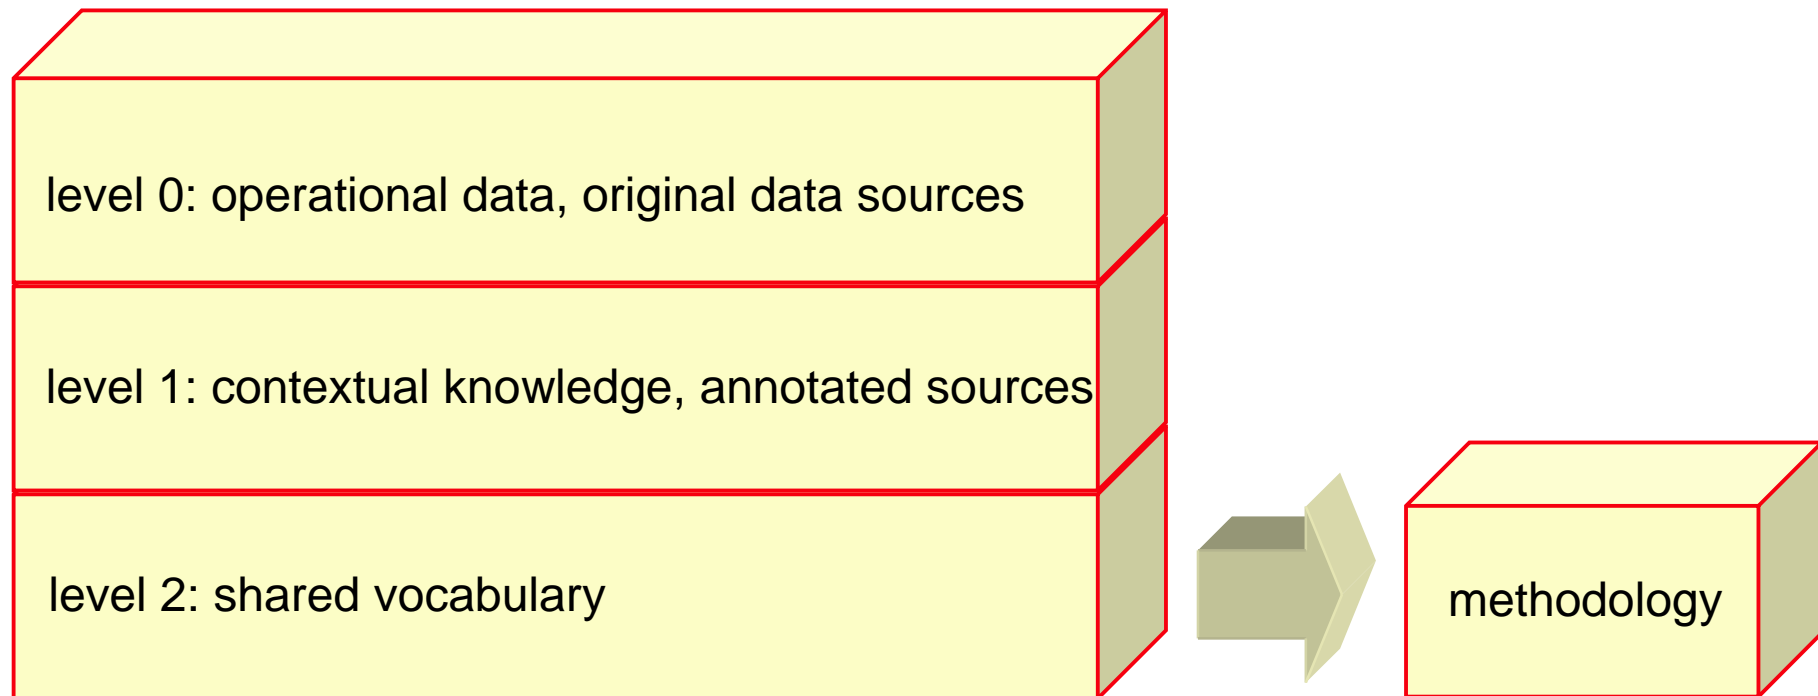 level 0: operational data, original data sources
level 1: contextual knowledge, annotated sources
level 2: shared vocabulary
methodology